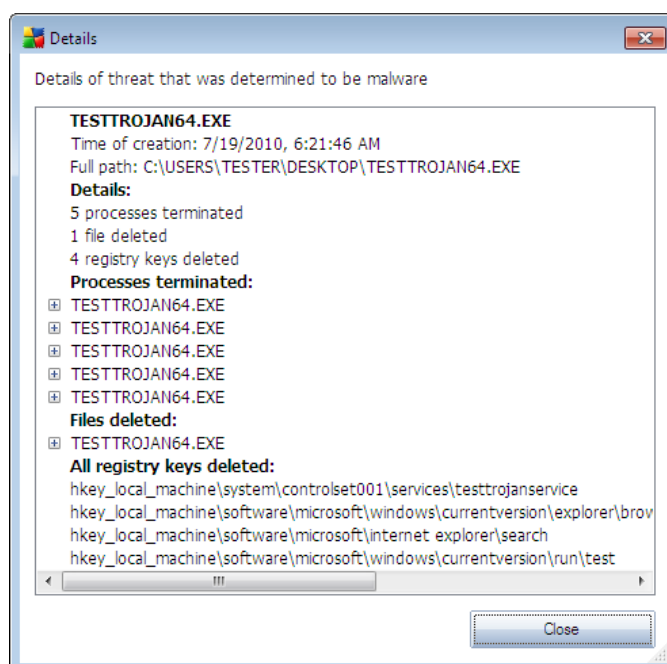 Details
Details of threat that was determined to be malware
TESTTROJAN64.EXE
Time of creation: 7/19/2010, 6:21:46 AM
Full path: C:\USERS\TESTER\DESKTOP\TESTTROJAN64.EXE
Details:
5 processes terminated
1 file deleted
4 registry keys deleted
Processes terminated:
TESTTROJAN64.EXE
TESTTROJAN64.EXE
TESTTROJAN64.EXE
TESTTROJAN64.EXE
TESTTROJAN64.EXE
Files deleted:
TESTTROJAN64.EXE
All registry keys deleted:
hkey_local_machine\system\controlset001\services\testtrojanservice
hkey_local_machine\software\microsoft\windows\currentversion\explorer\brow
hkey_local_machine\software\microsoft\internet explorer\search
hkey_local_machine\software\microsoft\windows\currentversion\run\test
Close